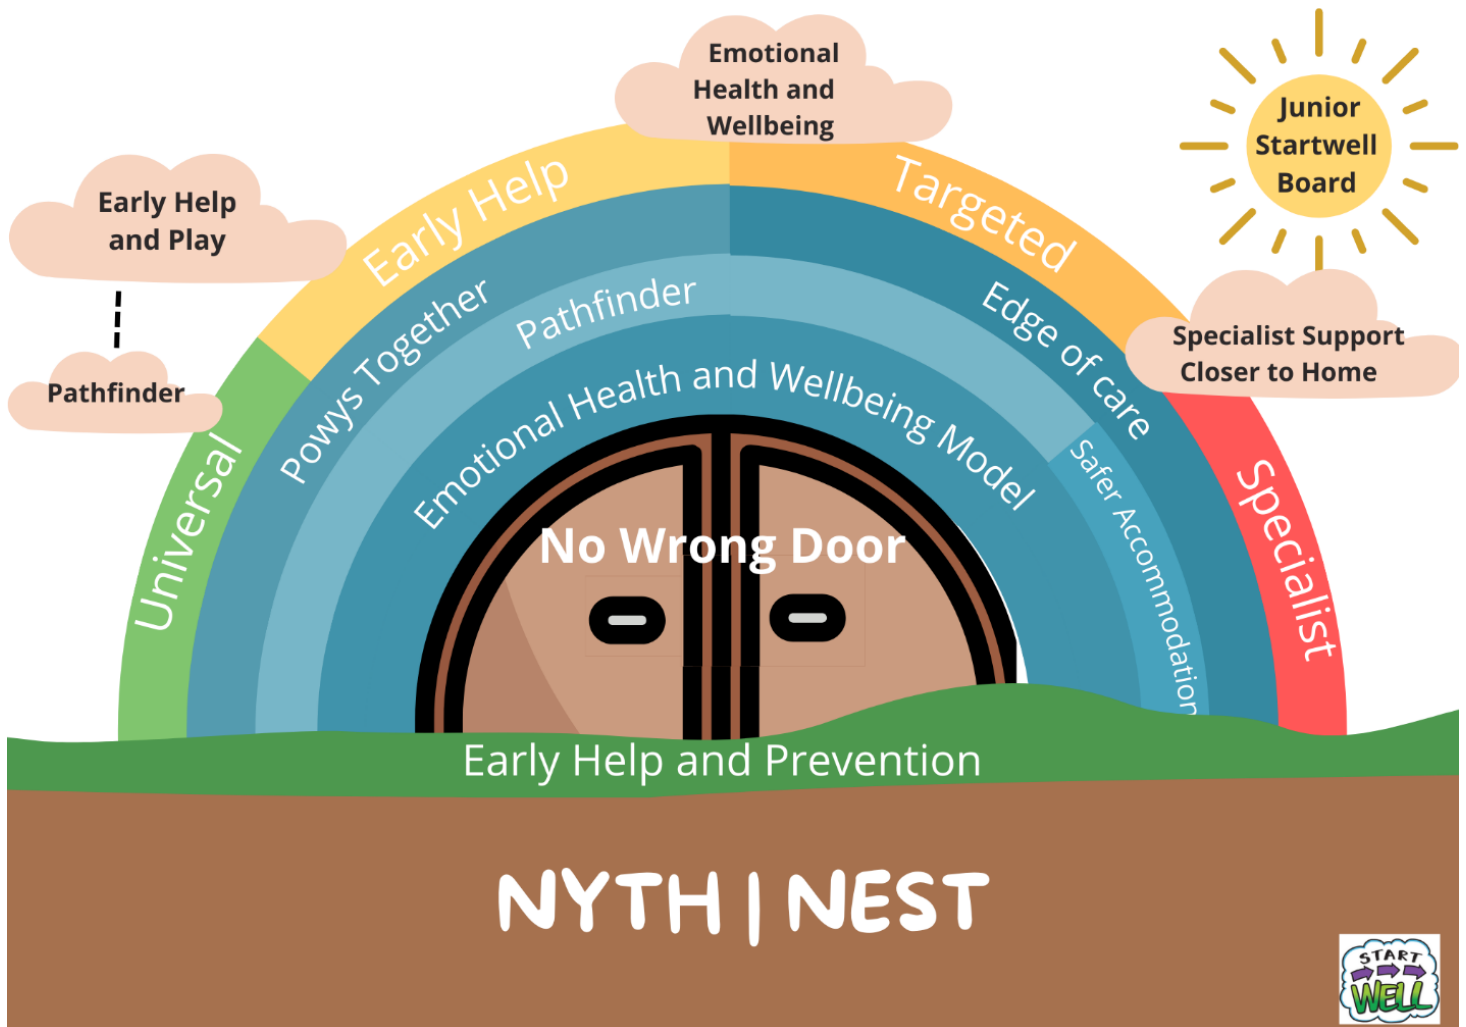 Emotional
Health and
Wellbeing
Junior
Startwell
Board
Early Help
and Play
Pathfinder
Specialist Support
Closer to Home
Universal
Early Help
Targeted
Specialist
Powys Together
Edge of care
Pathfinder
Safer Accommodation
Emotional Health and Wellbeing Model
No Wrong Door
Early Help and Prevention
NYTH | NEST
START
WELL